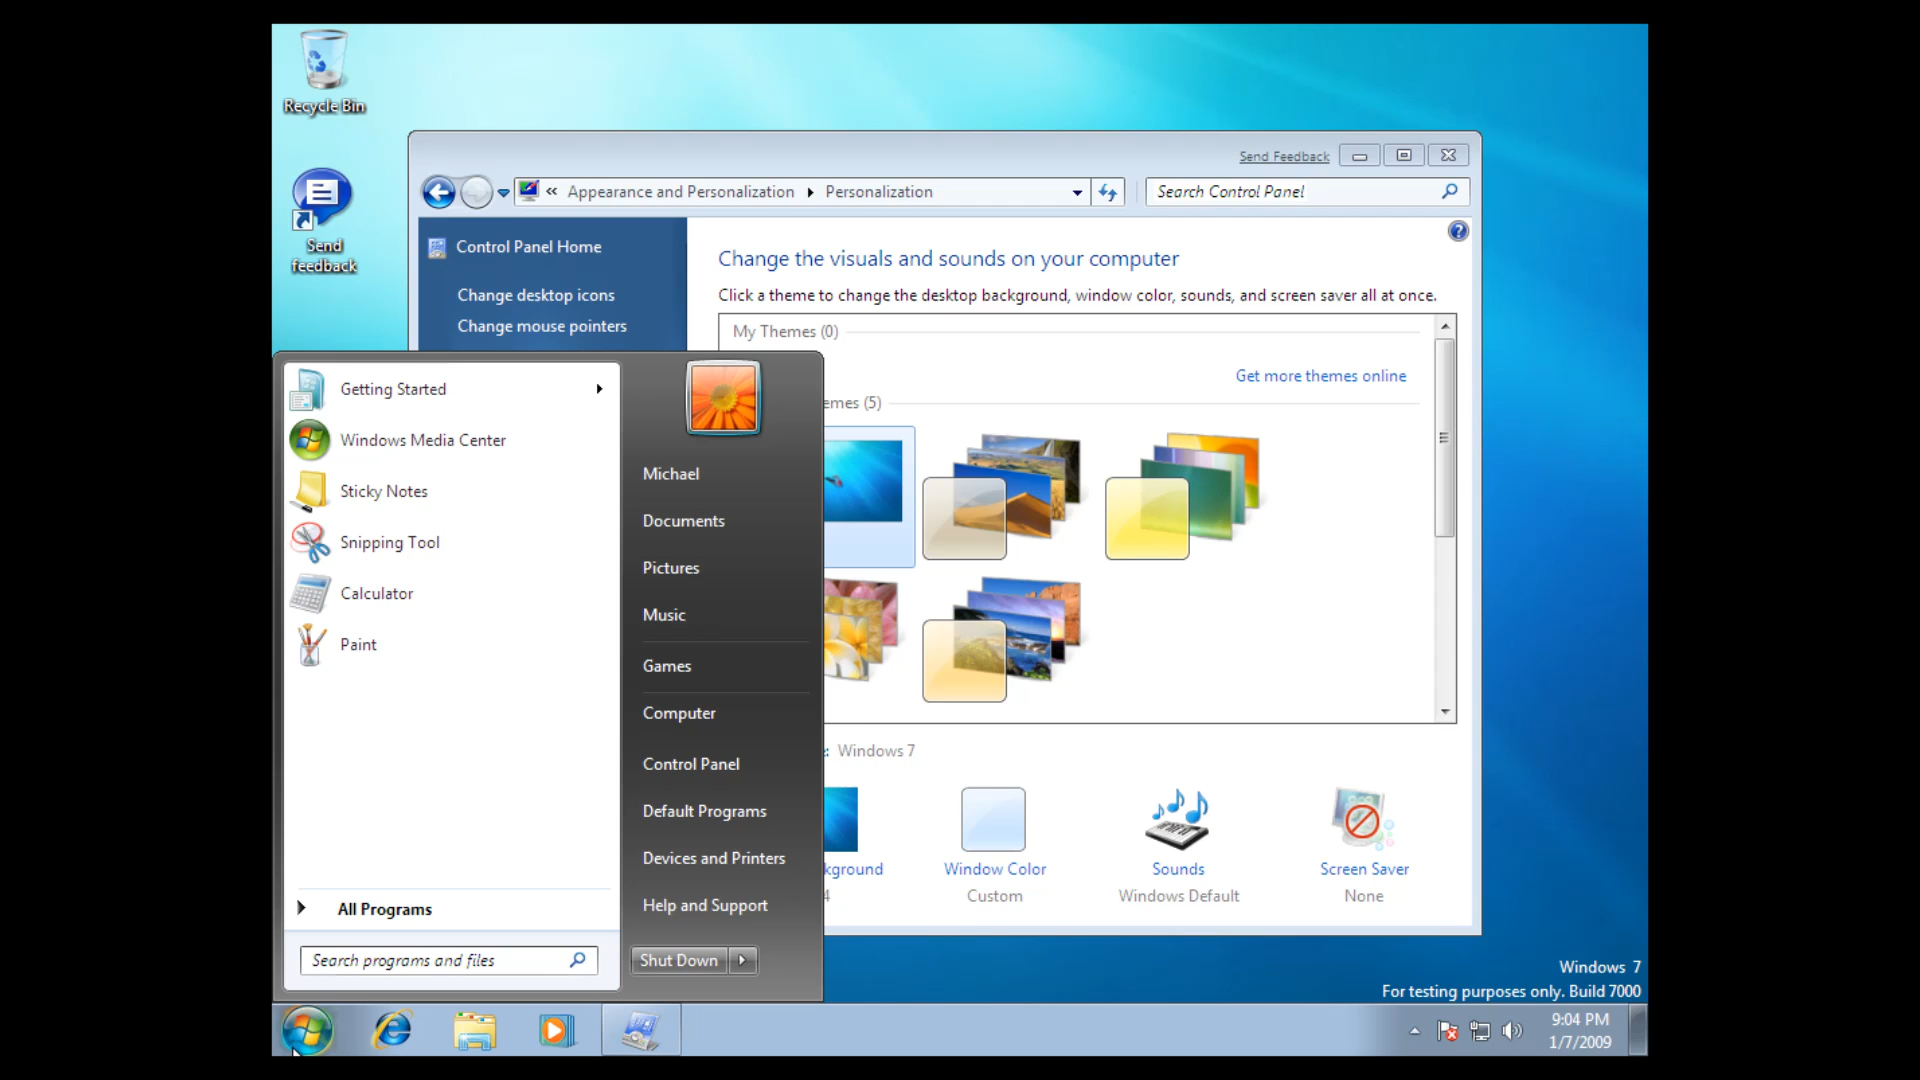 Recycle Bin
Send
feedback
Send Feedback
« Appearance and Personalization ▸ Personalization
Search Control Panel
Control Panel Home
Change desktop icons
Change mouse pointers
Change the visuals and sounds on your computer
Click a theme to change the desktop background, window color, sounds, and screen saver all at once.
My Themes (0)
Get more themes online
emes (5)
Windows 7
kground
4
Window Color
Custom
Sounds
Windows Default
Screen Saver
None
Getting Started
Windows Media Center
Sticky Notes
Snipping Tool
Calculator
Paint
All Programs
Search programs and files
Michael
Documents
Pictures
Music
Games
Computer
Control Panel
Default Programs
Devices and Printers
Help and Support
Shut Down
Windows 7
For testing purposes only. Build 7000
9:04 PM
1/7/2009